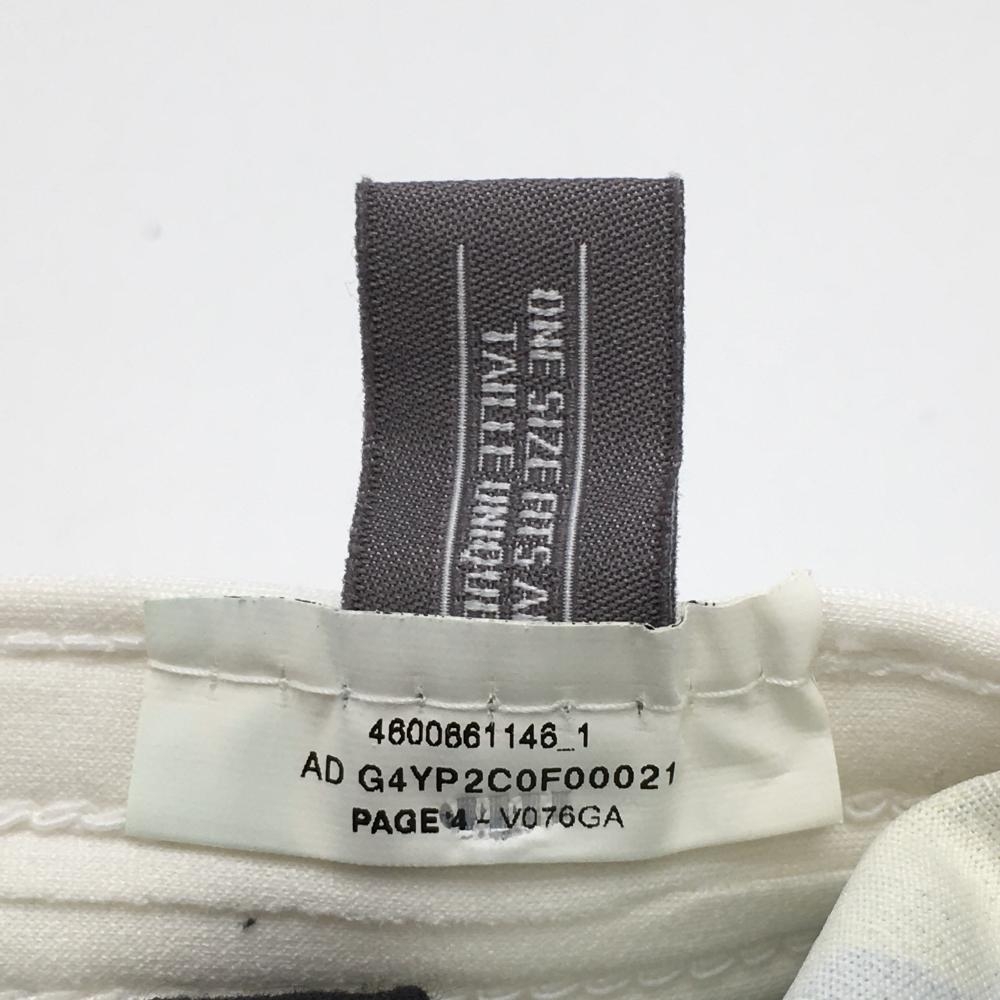 ONE SIZE FITS A
TAILLE UNIQUE
4600661146_1
AD G4YP2C0F00021
PAGE 4 - V076GA